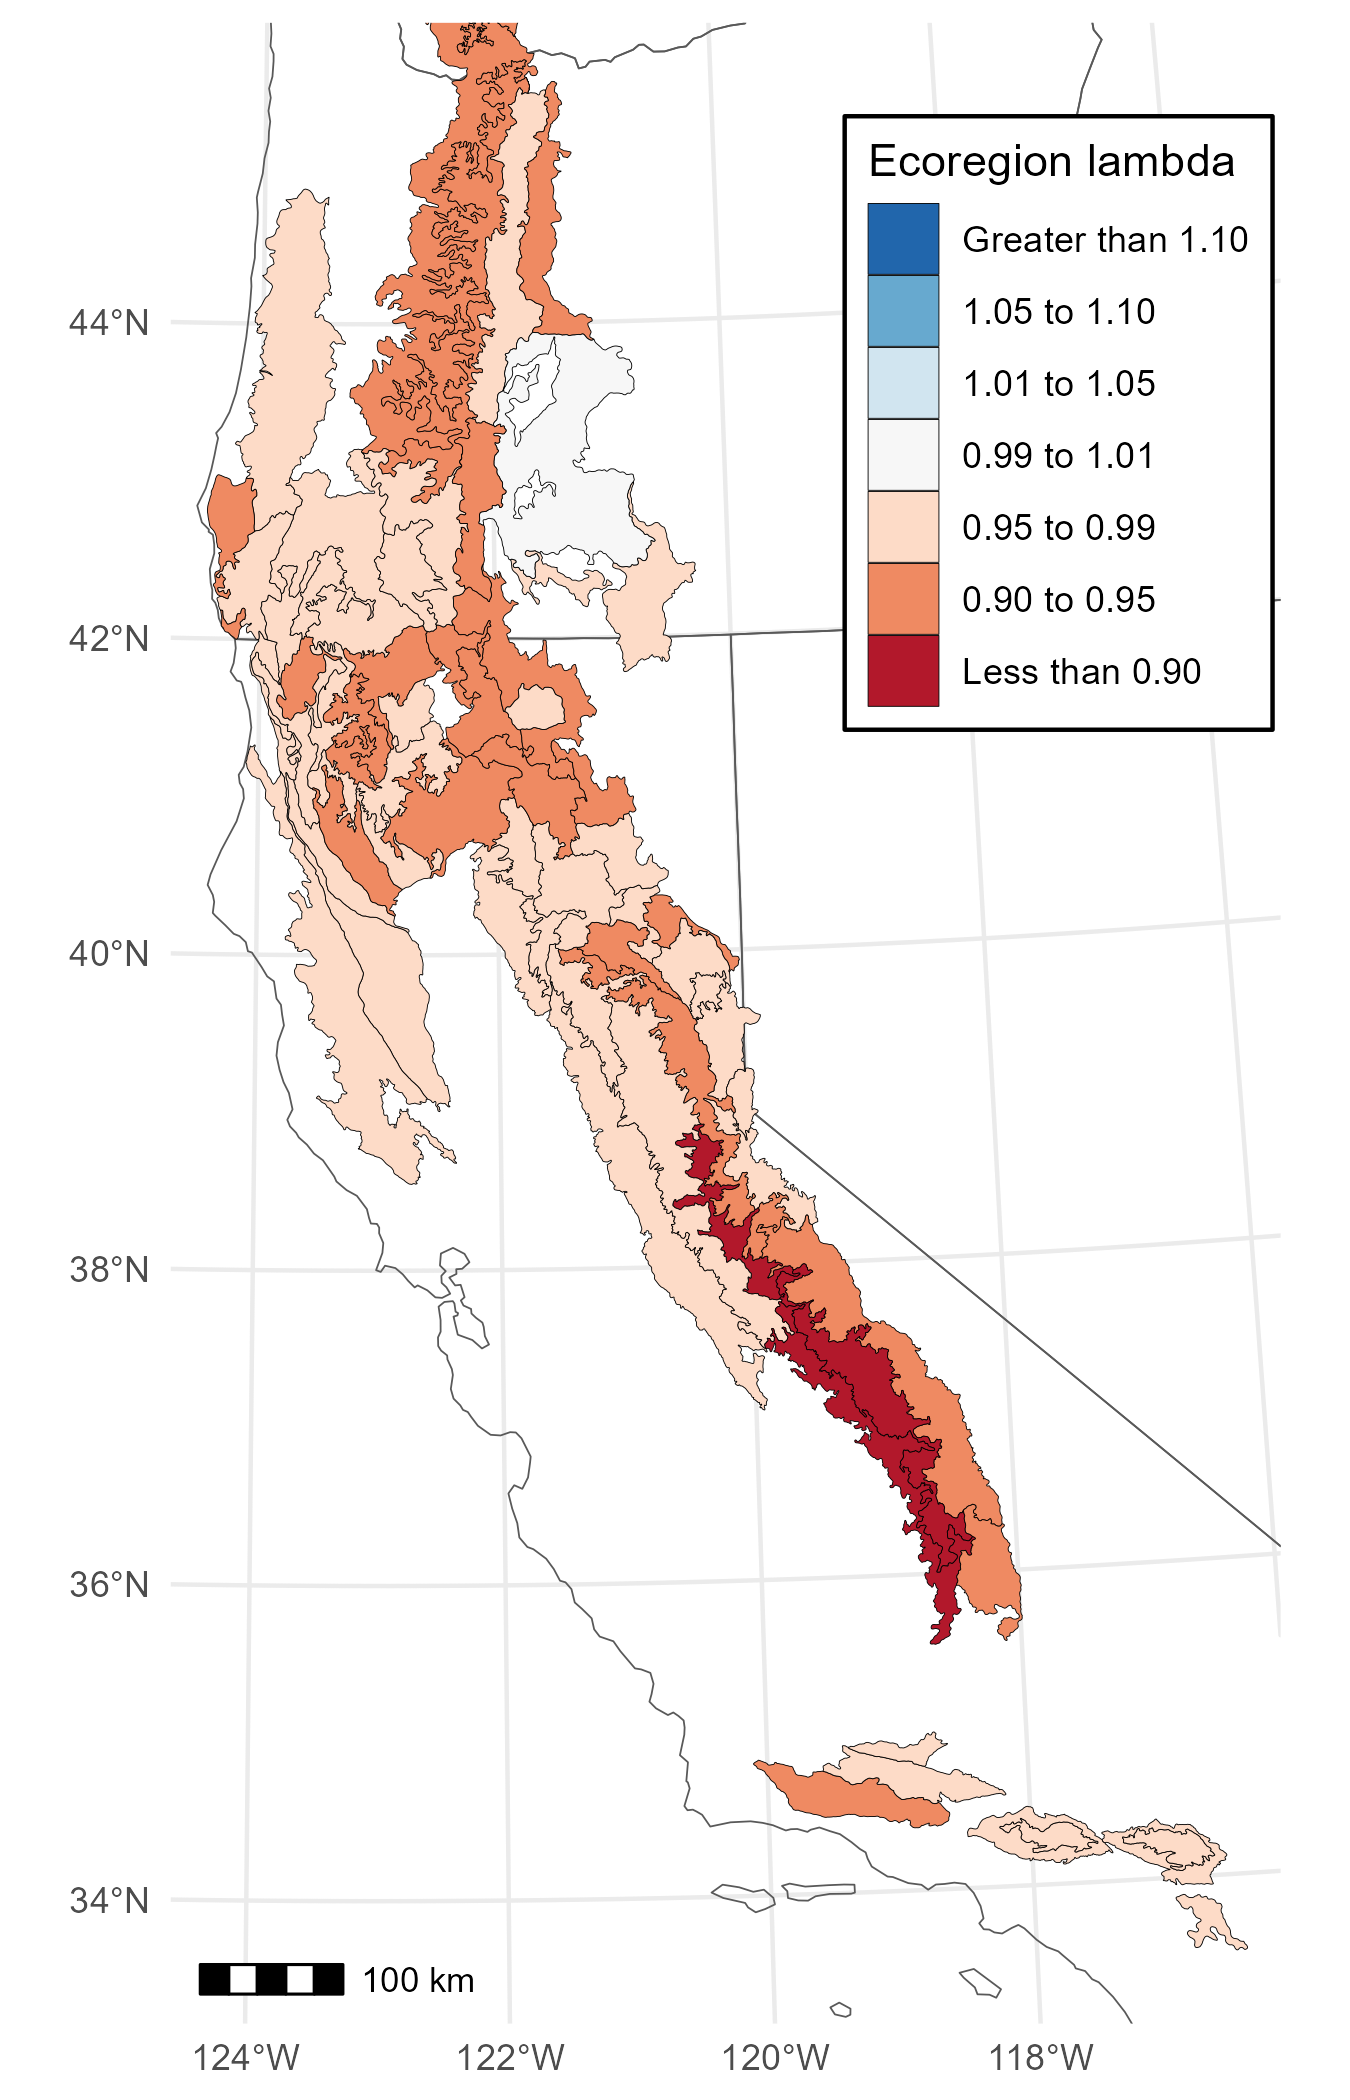 Ecoregion lambda
Greater than 1.10
1.05 to 1.10
1.01 to 1.05
0.99 to 1.01
0.95 to 0.99
0.90 to 0.95
Less than 0.90
44°N
42°N
40°N
38°N
36°N
34°N
100 km
124°W 122°W 120°W 118°W